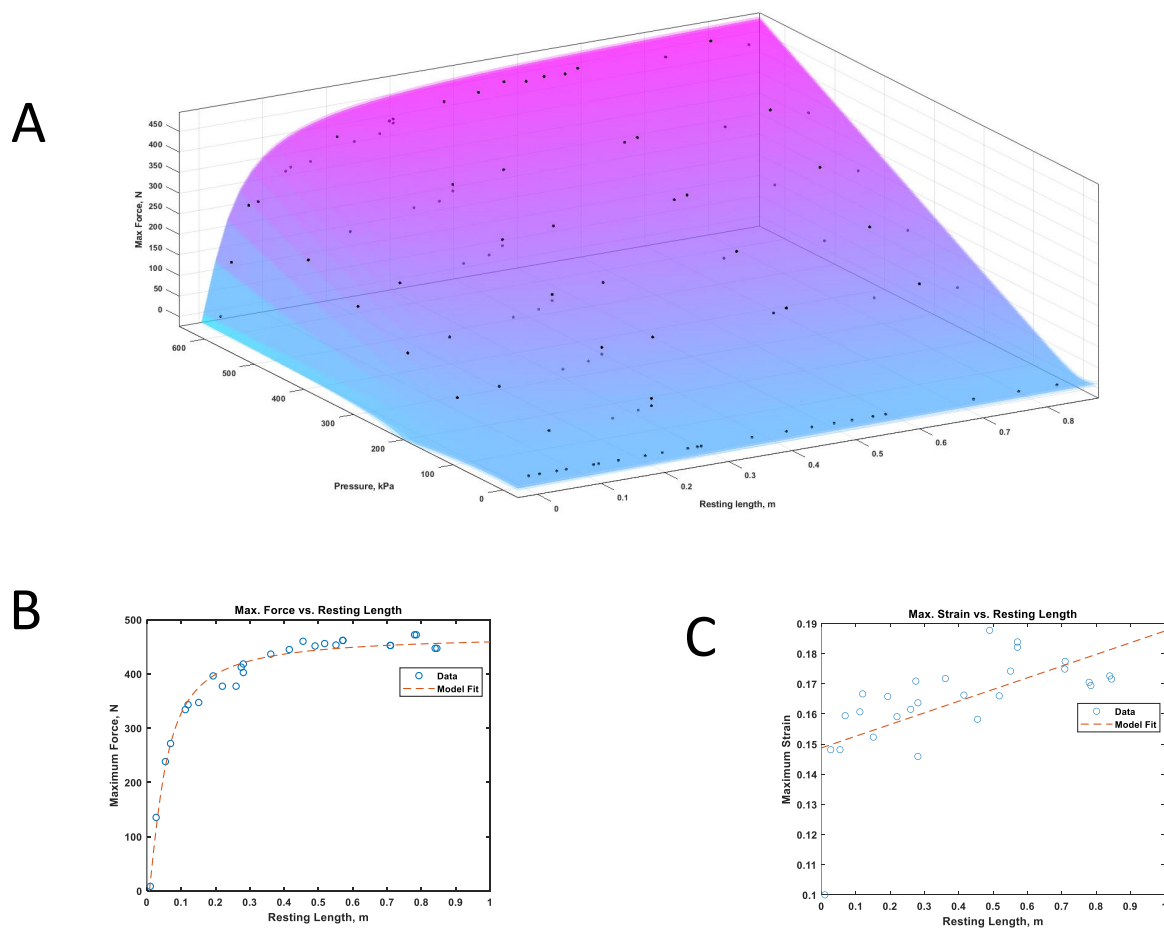 A
450
400
350
300
250
200
150
100
50
0
Max Force, N
600
500
400
300
200
100
0
Pressure, kPa
0
0.1
0.2
0.3
0.4
0.5
0.6
0.7
0.8
Resting length, m
B
Max. Force vs. Resting Length
500
400
300
200
100
0
Maximum Force, N
Data
Model Fit
0 0.1 0.2 0.3 0.4 0.5 0.6 0.7 0.8 0.9 1
Resting Length, m
C
Max. Strain vs. Resting Length
0.19
0.18
0.17
0.16
0.15
0.14
0.13
0.12
0.11
0.1
Maximum Strain
Data
Model Fit
0 0.1 0.2 0.3 0.4 0.5 0.6 0.7 0.8 0.9 1
Resting Length, m